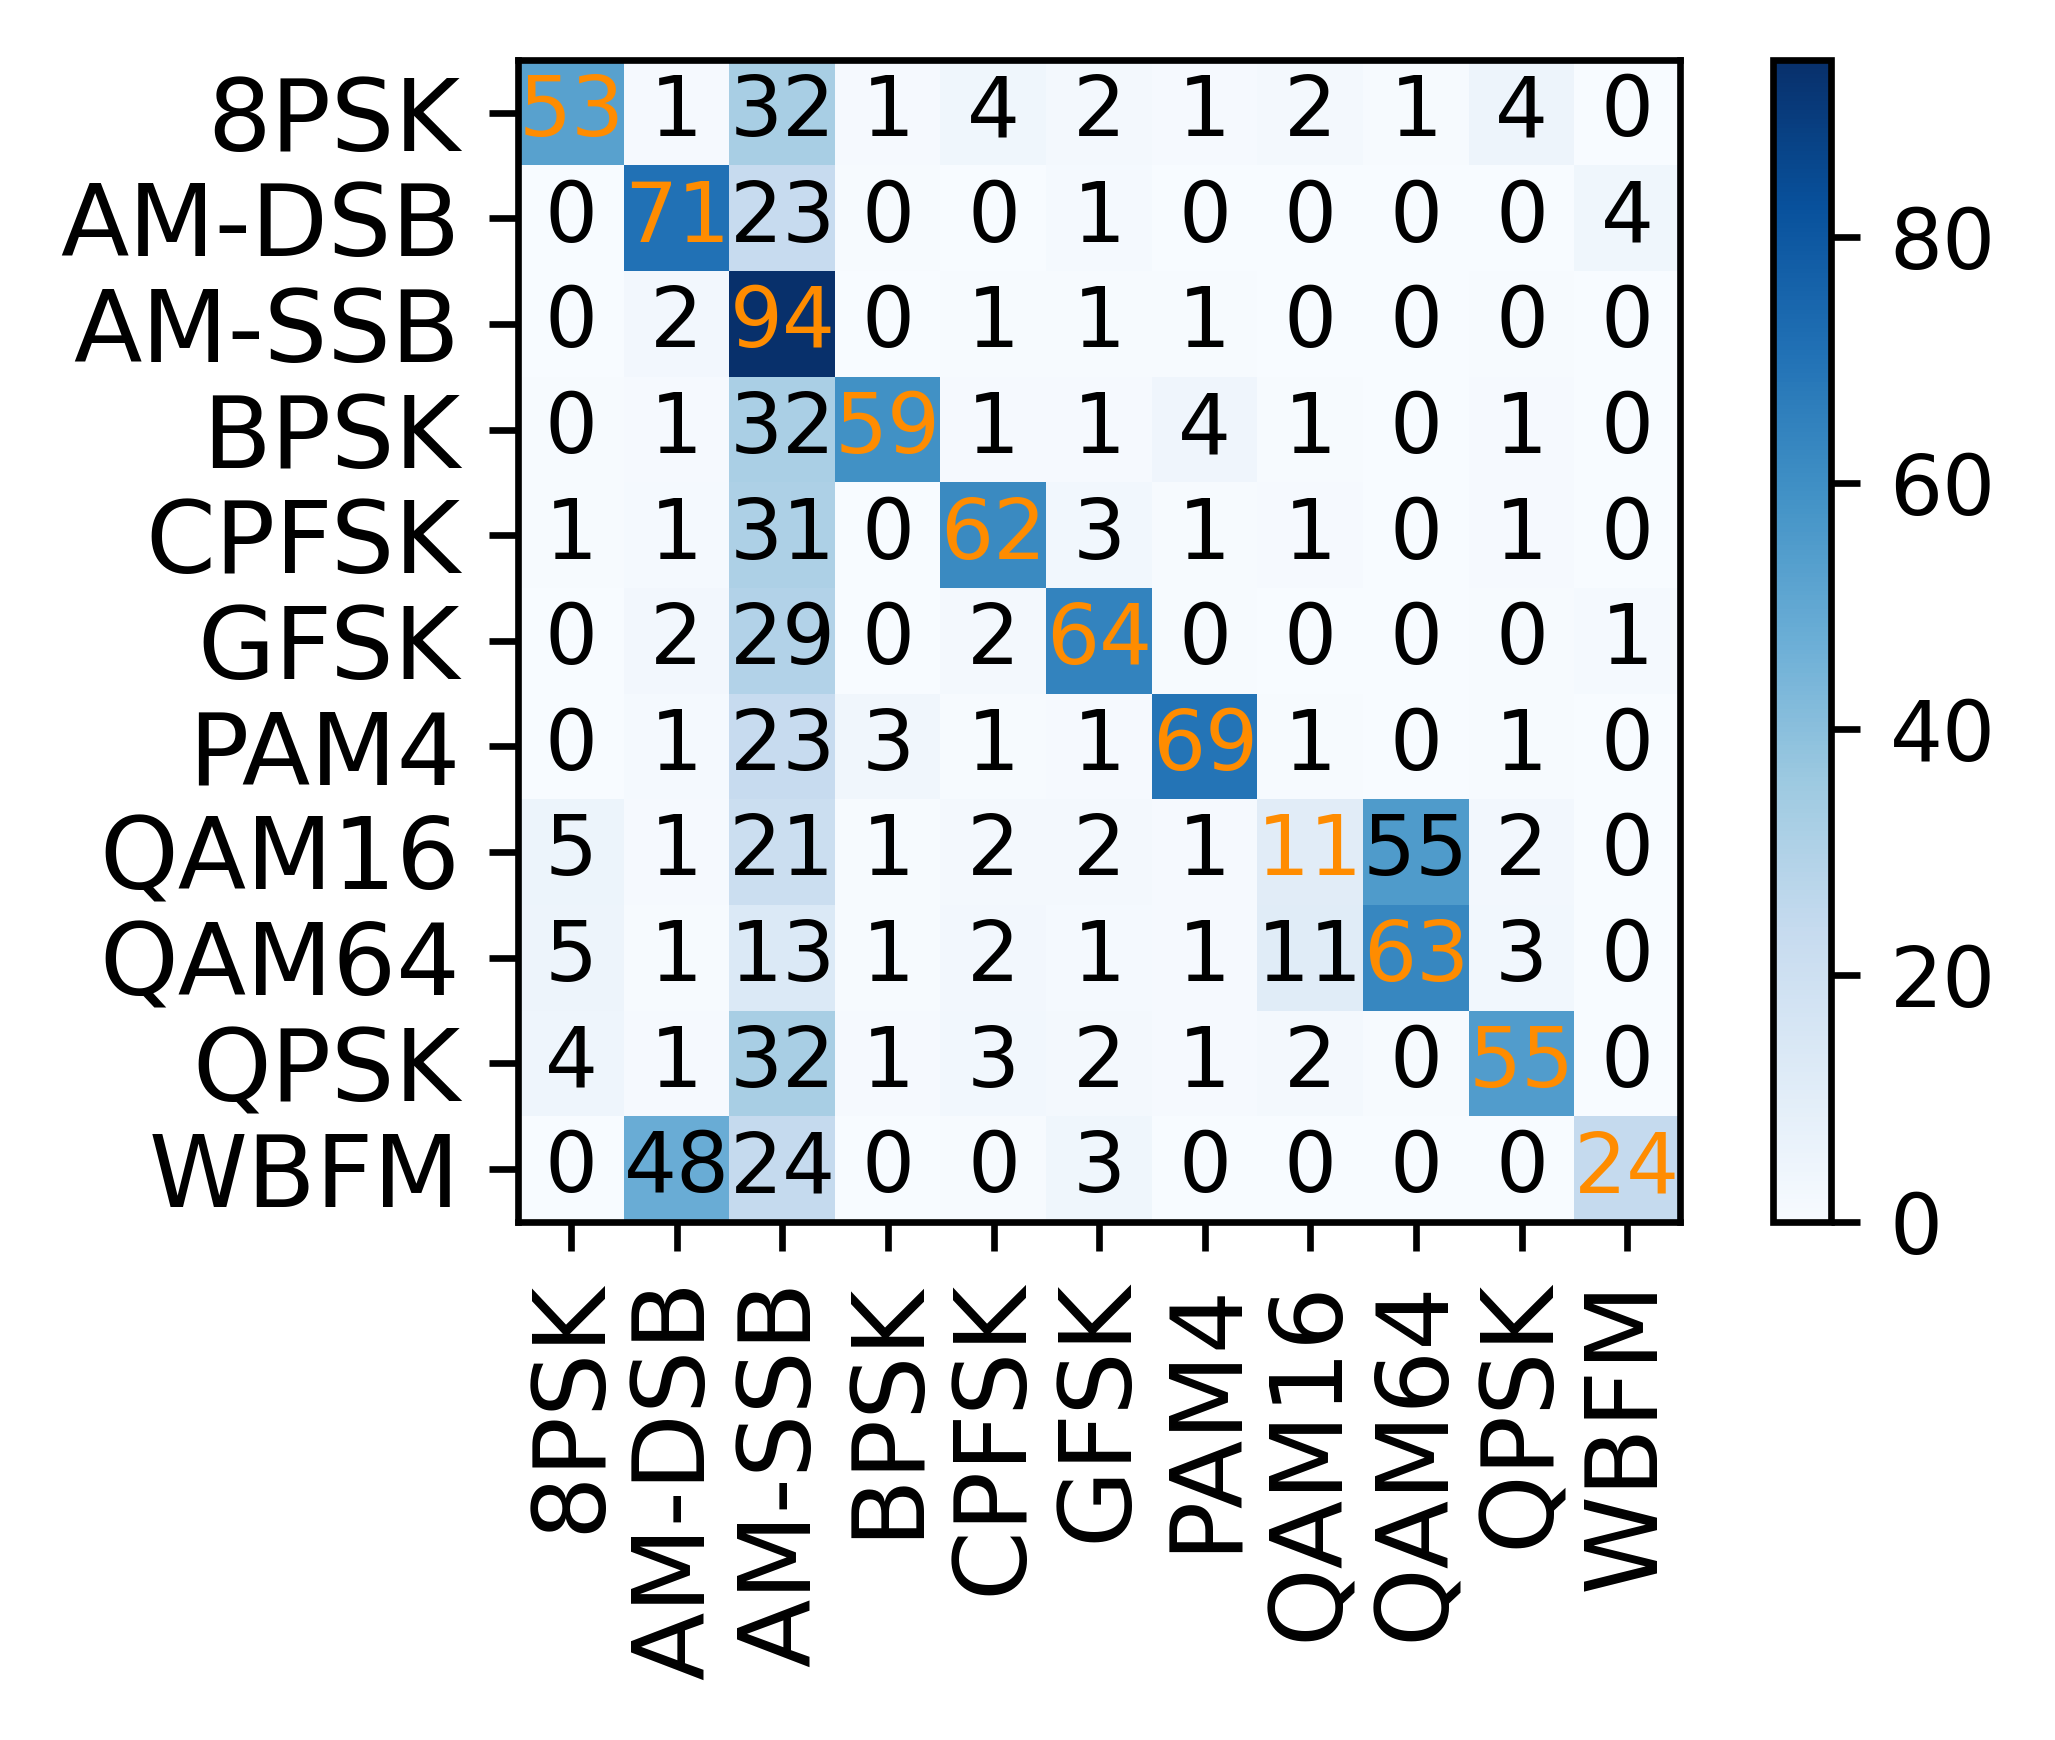 8PSK 53 1 32 1 4 2 1 2 1 4 0
AM-DSB 0 71 23 0 0 1 0 0 0 0 4
AM-SSB 0 2 94 0 1 1 1 0 0 0 0
BPSK 0 1 32 59 1 1 4 1 0 1 0
CPFSK 1 1 31 0 62 3 1 1 0 1 0
GFSK 0 2 29 0 2 64 0 0 0 0 1
PAM4 0 1 23 3 1 1 69 1 0 1 0
QAM16 5 1 21 1 2 2 1 11 55 2 0
QAM64 5 1 13 1 2 1 1 11 63 3 0
QPSK 4 1 32 1 3 2 1 2 0 55 0
WBFM 0 48 24 0 0 3 0 0 0 0 24
8PSK
AM-DSB
AM-SSB
BPSK
CPFSK
GFSK
PAM4
QAM16
QAM64
QPSK
WBFM
80
60
40
20
0